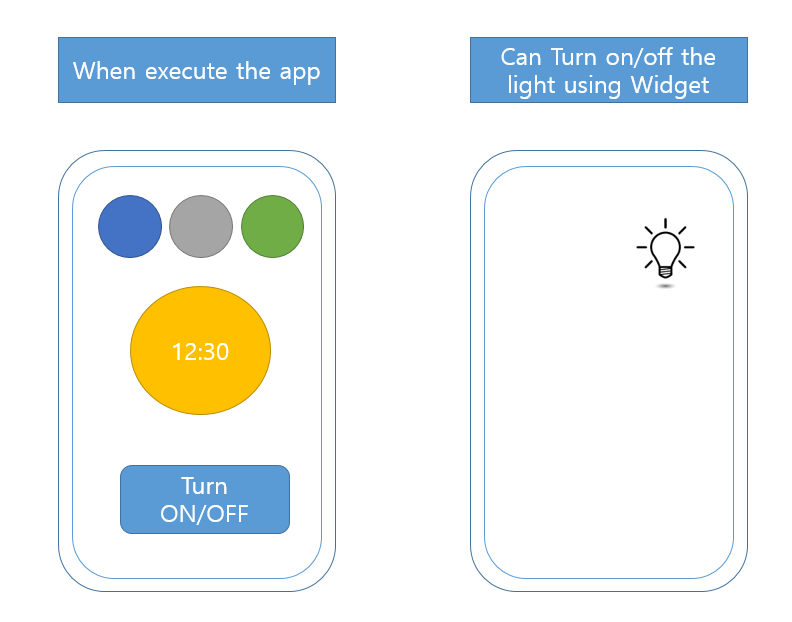 When execute the app
Can Turn on/off the
light using Widget
12:30
Turn
ON/OFF